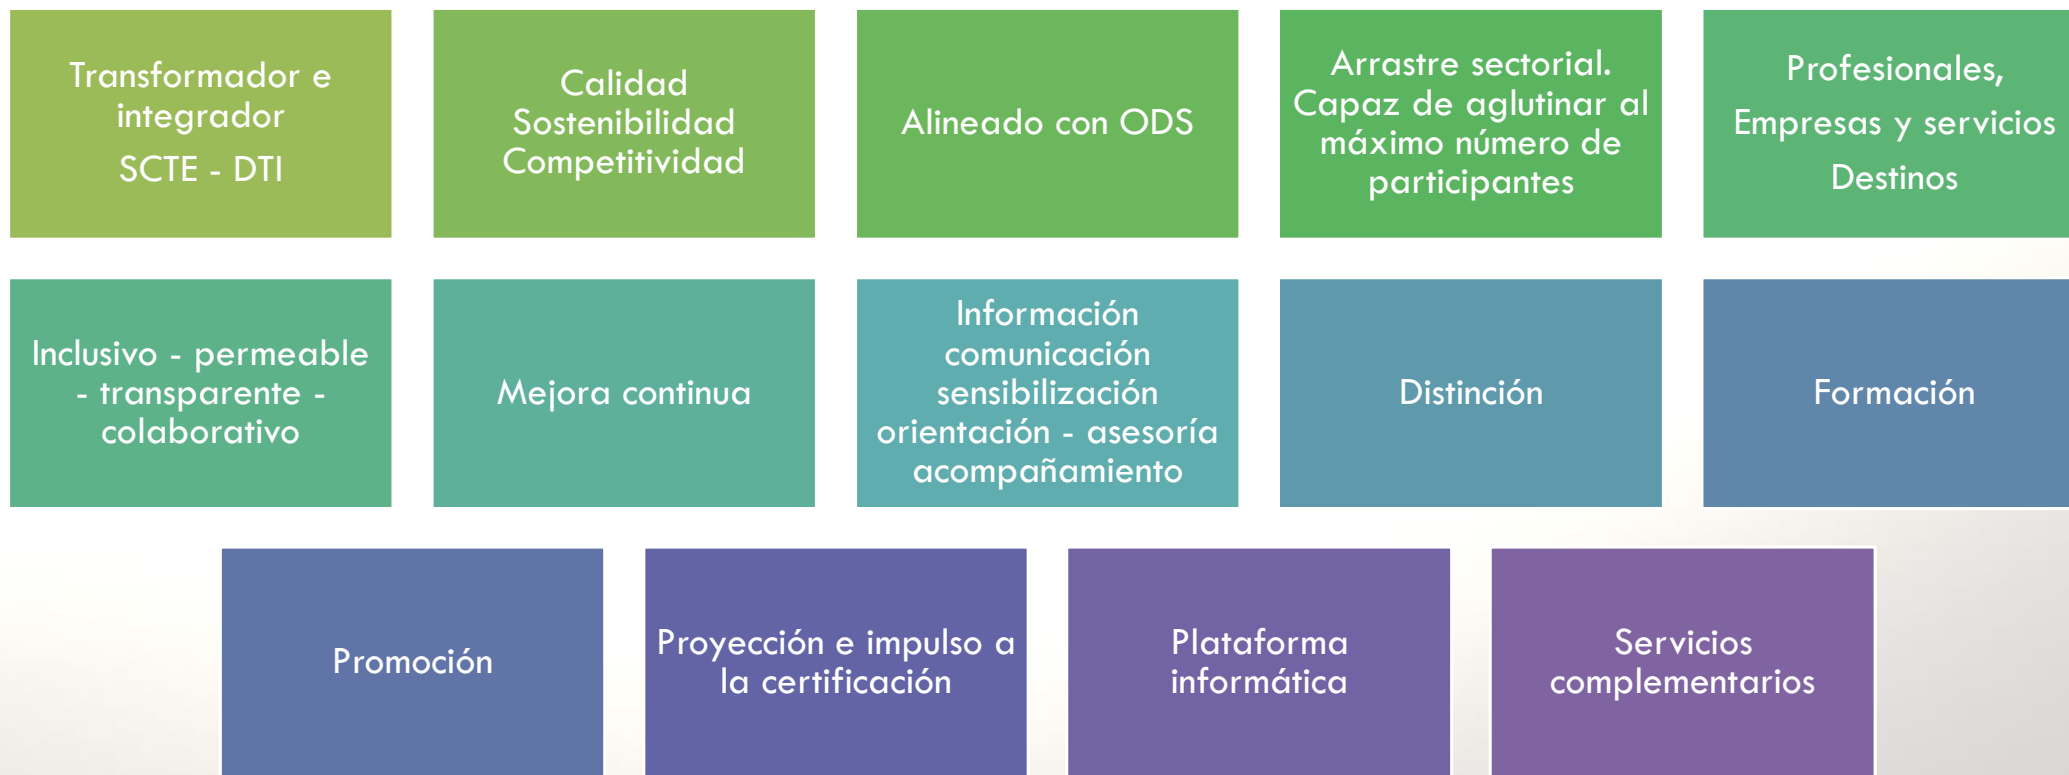 Transformador e
integrador
SCTE - DTI
Calidad
Sostenibilidad
Competitividad
Alineado con ODS
Arrastre sectorial.
Capaz de aglutinar al
máximo número de
participantes
Profesionales,
Empresas y servicios
Destinos
Inclusivo - permeable
- transparente -
colaborativo
Mejora continua
Información
comunicación
sensibilización
orientación - asesoría
acompañamiento
Distinción
Formación
Promoción
Proyección e impulso a
la certificación
Plataforma
informática
Servicios
complementarios